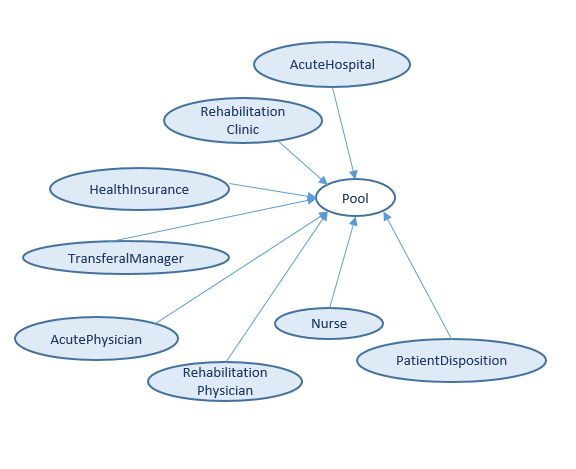 AcuteHospital
Rehabilitation
Clinic
HealthInsurance
Pool
TransferalManager
AcutePhysician
Nurse
PatientDisposition
Rehabilitation
Physician